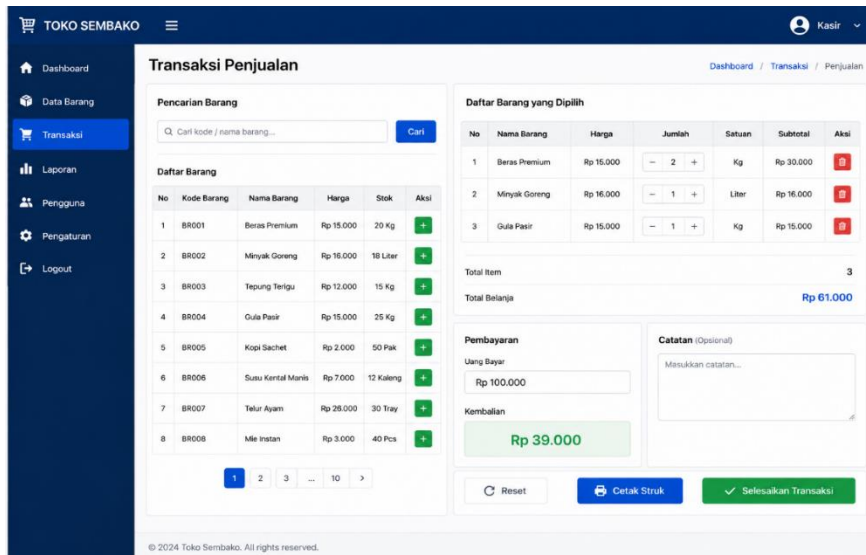 TOKO SEMBAKO
Kasir
Dashboard
Data Barang
Transaksi
Laporan
Pengguna
Pengaturan
Logout
Transaksi Penjualan
Dashboard / Transaksi / Penjualan
Pencarian Barang
Cari kode / nama barang...
Cari
Daftar Barang
No Kode Barang Nama Barang Harga Stok Aksi
1 BR001 Beras Premium Rp 15.000 20 Kg +
2 BR002 Minyak Goreng Rp 16.000 18 Liter +
3 BR003 Tepung Terigu Rp 12.000 15 Kg +
4 BR004 Gula Pasir Rp 15.000 25 Kg +
5 BR005 Kopi Sachet Rp 2.000 50 Pak +
6 BR006 Susu Kental Manis Rp 7.000 12 Kaleng +
7 BR007 Telur Ayam Rp 26.000 30 Tray +
8 BR008 Mie Instan Rp 3.000 40 Pcs +
1 2 3 ... 10 >
Daftar Barang yang Dipilih
No Nama Barang Harga Jumlah Satuan Subtotal Aksi
1 Beras Premium Rp 15.000 − 2 + Kg Rp 30.000
2 Minyak Goreng Rp 16.000 − 1 + Liter Rp 16.000
3 Gula Pasir Rp 15.000 − 1 + Kg Rp 15.000
Total Item 3
Total Belanja Rp 61.000
Pembayaran
Uang Bayar
Rp 100.000
Kembalian
Rp 39.000
Catatan (Opsional)
Masukkan catatan...
Reset
Cetak Struk
Selesaikan Transaksi
© 2024 Toko Sembako. All rights reserved.